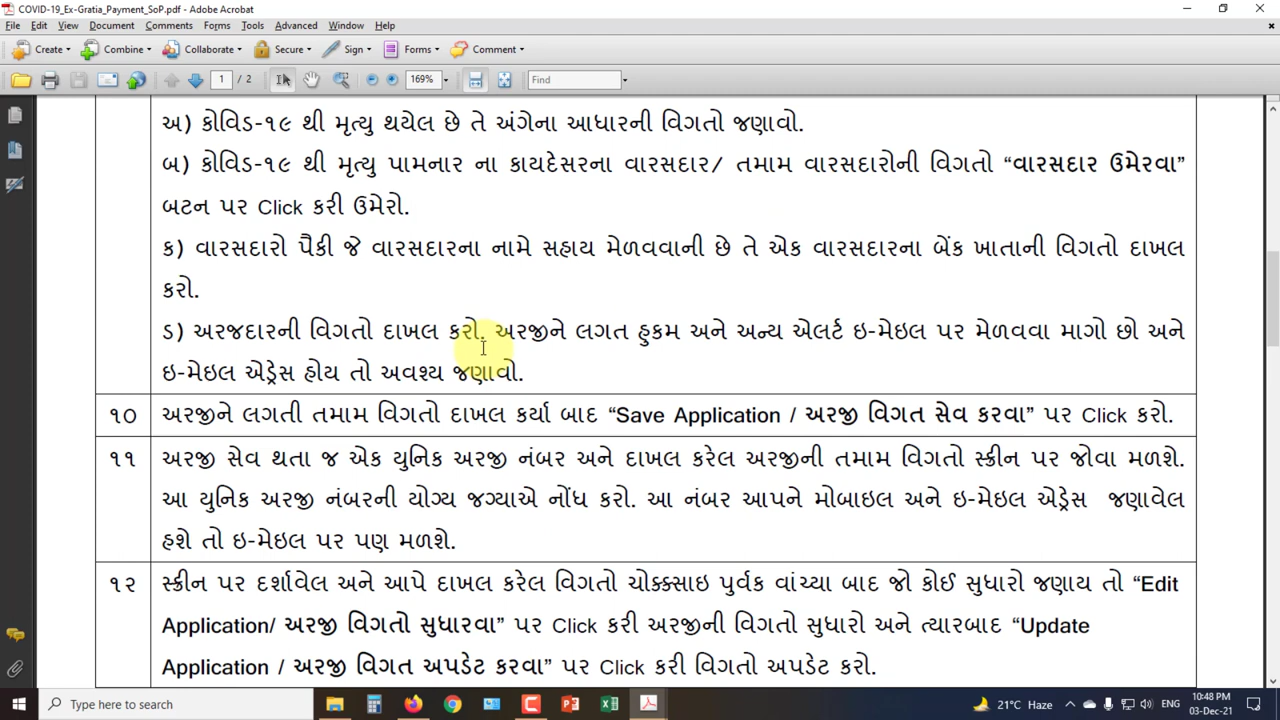 COVID-19_Ex-Gratia_Payment_SoP.pdf - Adobe Acrobat
File Edit View Document Comments Forms Tools Advanced Window Help
Create Combine Collaborate Secure Sign Forms Comment
1 / 2 169% Find
અ) કોવિડ-૧૯ થી મૃત્યુ થયેલ છે તે અંગેના આધારની વિગતો જણાવો.
બ) કોવિડ-૧૯ થી મૃત્યુ પામનાર ના કાયદેસરના વારસદાર/ તમામ વારસદારોની વિગતો “વારસદાર ઉમેરવા”
બટન પર Click કરી ઉમેરો.
ક) વારસદારો પૈકી જે વારસદારના નામે સહાય મેળવવાની છે તે એક વારસદારના બેંક ખાતાની વિગતો દાખલ
કરો.
ડ) અરજદારની વિગતો દાખલ કરો. અરજીને લગત હુકમ અને અન્ય એલર્ટ ઇ-મેઇલ પર મેળવવા માગો છો અને
ઇ-મેઇલ એડ્રેસ હોય તો અવશ્ય જણાવો.
૧૦ અરજીને લગતી તમામ વિગતો દાખલ કર્યા બાદ “Save Application / અરજી વિગત સેવ કરવા” પર Click કરો.
૧૧ અરજી સેવ થતા જ એક યુનિક અરજી નંબર અને દાખલ કરેલ અરજીની તમામ વિગતો સ્ક્રીન પર જોવા મળશે.
આ યુનિક અરજી નંબરની યોગ્ય જગ્યાએ નોંધ કરો. આ નંબર આપને મોબાઇલ અને ઇ-મેઇલ એડ્રેસ જણાવેલ
હશે તો ઇ-મેઇલ પર પણ મળશે.
૧૨ સ્ક્રીન પર દર્શાવેલ અને આપે દાખલ કરેલ વિગતો ચોક્કસાઇ પુર્વક વાંચ્યા બાદ જો કોઈ સુધારો જણાય તો “Edit
Application/ અરજી વિગતો સુધારવા” પર Click કરી અરજીની વિગતો સુધારો અને ત્યારબાદ “Update
Application / અરજી વિગત અપડેટ કરવા” પર Click કરી વિગતો અપડેટ કરો.
Type here to search 21°C Haze ENG 10:48 PM
03-Dec-21